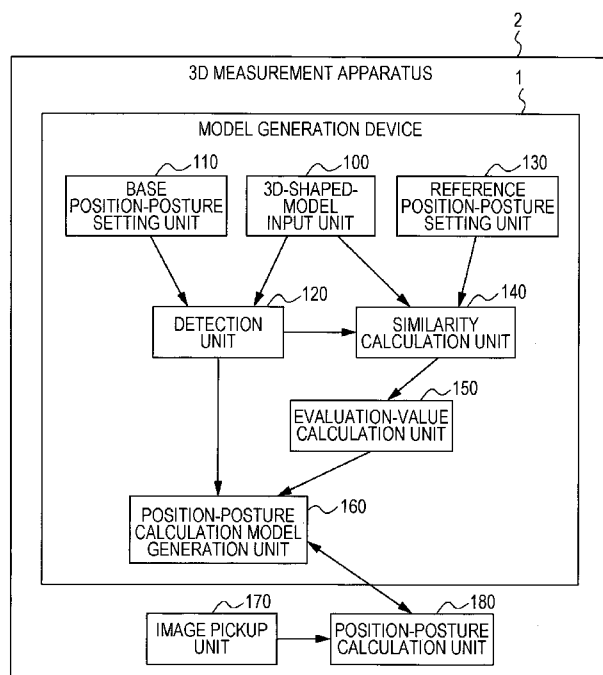 2
3D MEASUREMENT APPARATUS
1
MODEL GENERATION DEVICE
110
BASE
POSITION-POSTURE
SETTING UNIT
100
3D-SHAPED-
MODEL
INPUT UNIT
130
REFERENCE
POSITION-POSTURE
SETTING UNIT
120
DETECTION
UNIT
140
SIMILARITY
CALCULATION UNIT
150
EVALUATION-VALUE
CALCULATION UNIT
160
POSITION-POSTURE
CALCULATION MODEL
GENERATION UNIT
170
IMAGE PICKUP
UNIT
180
POSITION-POSTURE
CALCULATION UNIT